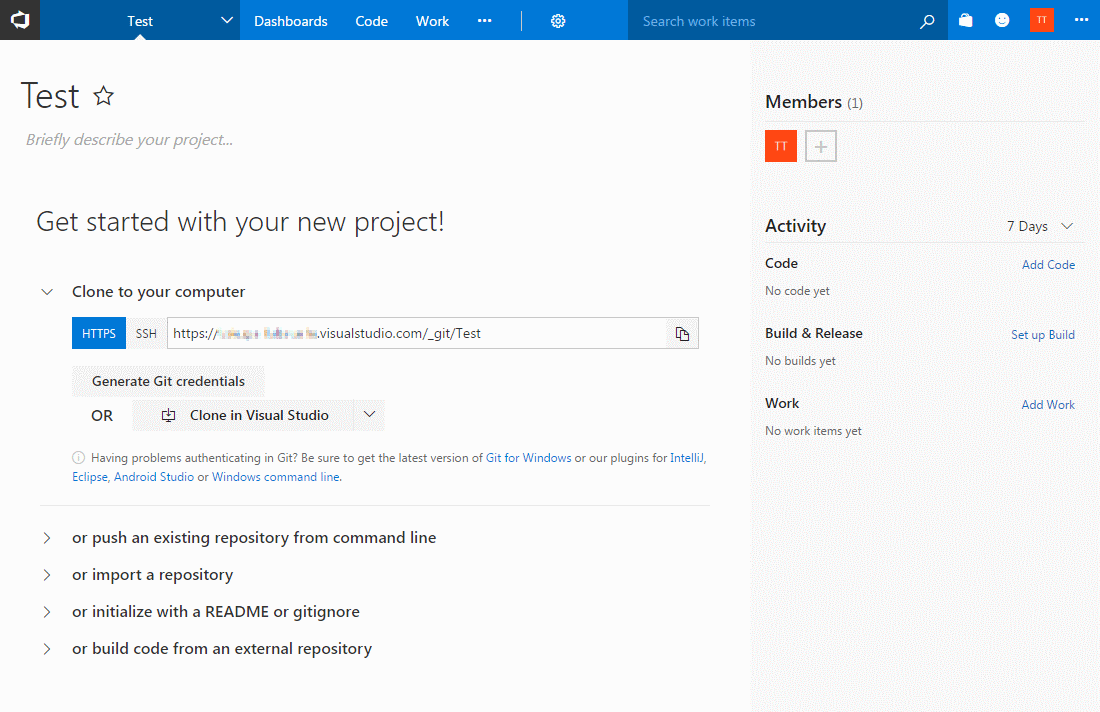 Test Dashboards Code Work ... Search work items TT ...
Test
Briefly describe your project...
Get started with your new project!
Clone to your computer
HTTPS SSH https:// .visualstudio.com/_git/Test
Generate Git credentials
OR Clone in Visual Studio
Having problems authenticating in Git? Be sure to get the latest version of Git for Windows or our plugins for IntelliJ,
Eclipse, Android Studio or Windows command line.
or push an existing repository from command line
or import a repository
or initialize with a README or gitignore
or build code from an external repository
Members (1)
TT +
Activity 7 Days
Code Add Code
No code yet
Build & Release Set up Build
No builds yet
Work Add Work
No work items yet